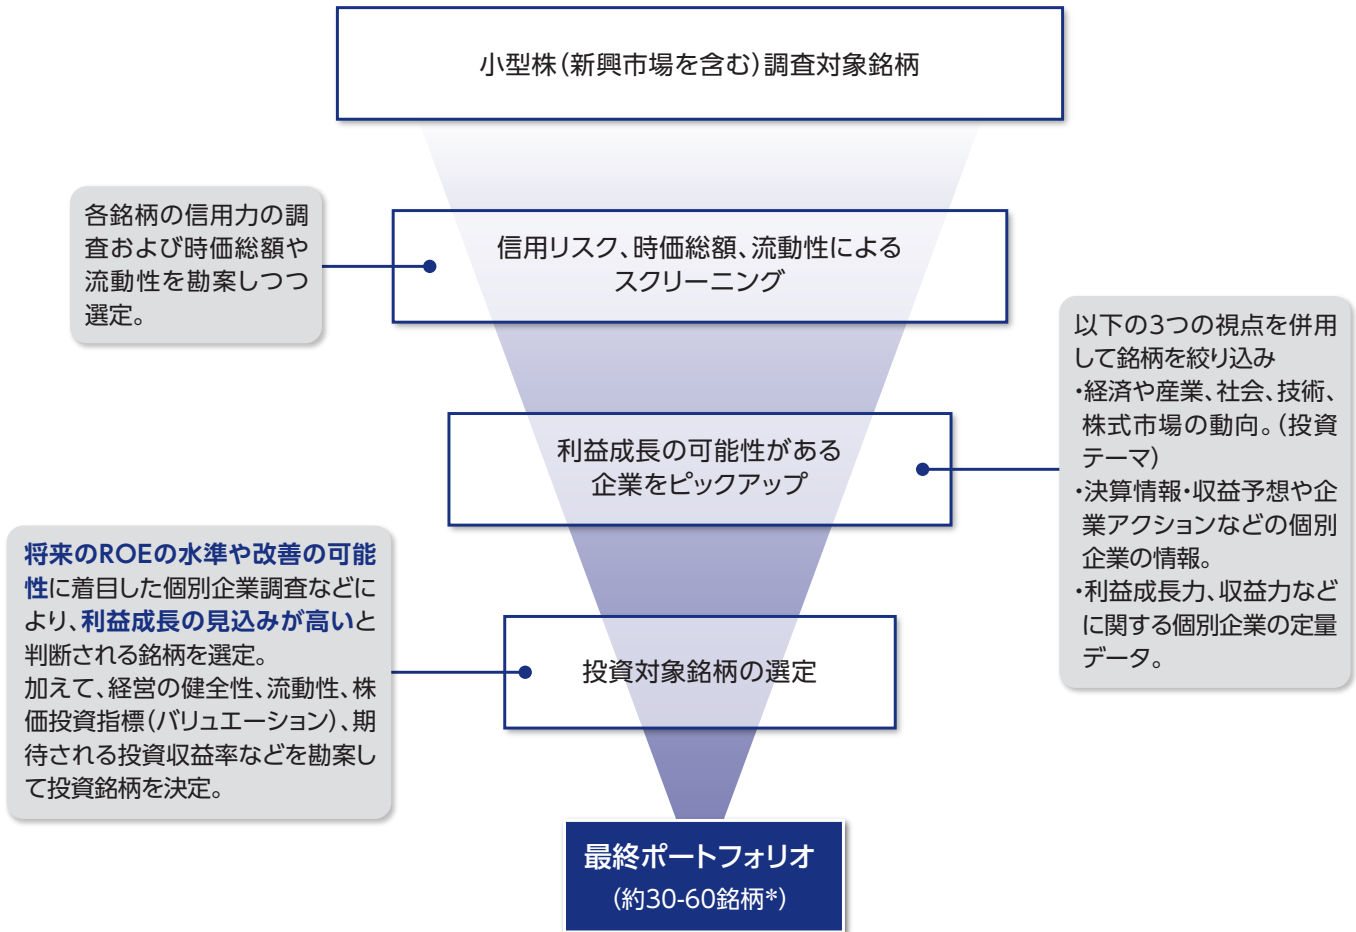 小型株(新興市場を含む)調査対象銘柄
各銘柄の信用力の調
査および時価総額や
流動性を勘案しつつ
選定。
信用リスク、時価総額、流動性による
スクリーニング
以下の3つの視点を併用
して銘柄を絞り込み
・経済や産業、社会、技術、
株式市場の動向。(投資
テーマ)
・決算情報・収益予想や企
業アクションなどの個別
企業の情報。
・利益成長力、収益力など
に関する個別企業の定量
データ。
利益成長の可能性がある
企業をピックアップ
将来のROEの水準や改善の可能
性に着目した個別企業調査などに
より、利益成長の見込みが高いと
判断される銘柄を選定。
加えて、経営の健全性、流動性、株
価投資指標(バリュエーション)、期
待される投資収益率などを勘案し
て投資銘柄を決定。
投資対象銘柄の選定
最終ポートフォリオ
(約30-60銘柄*)